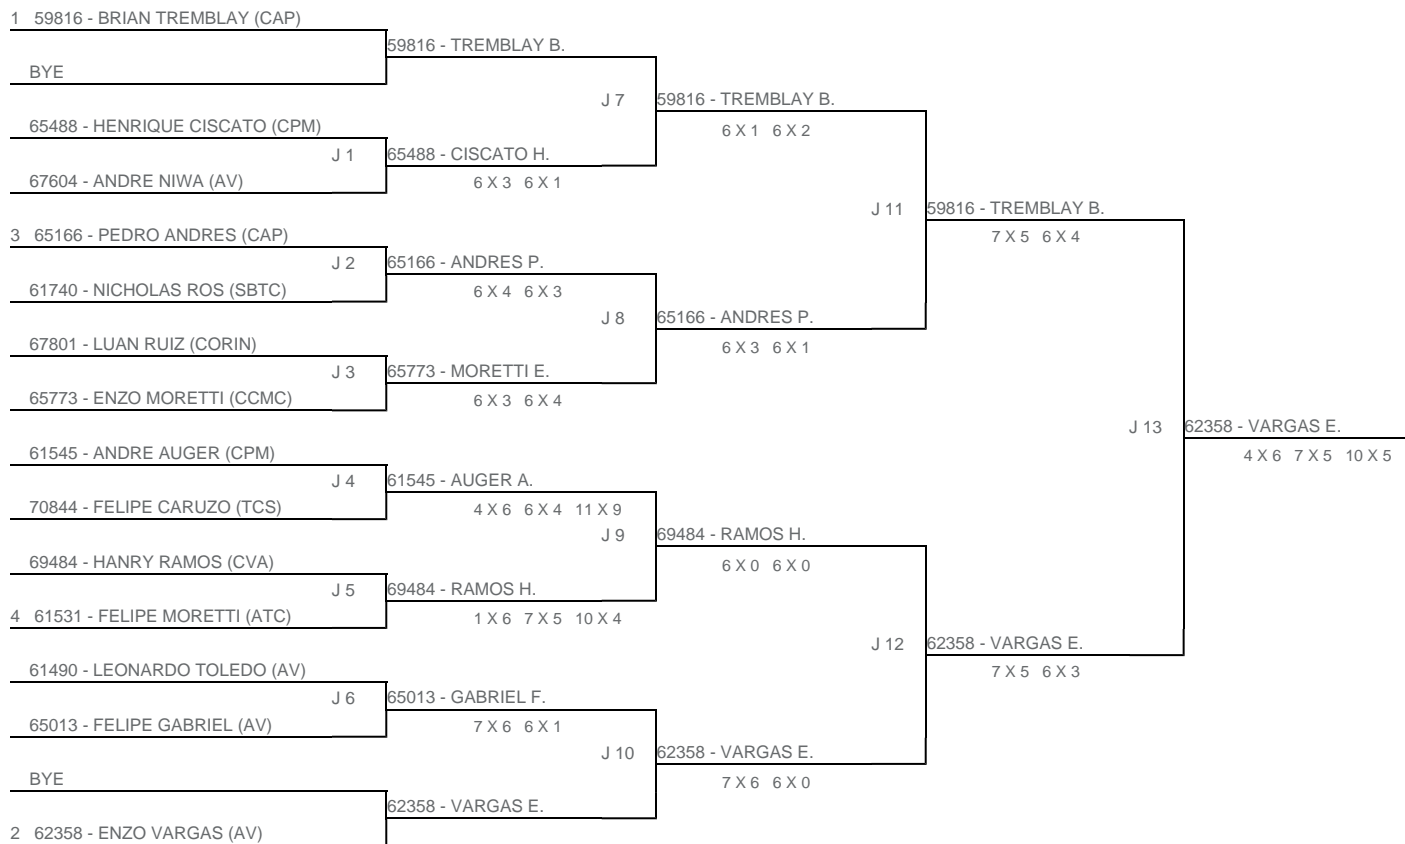 1 59816 - BRIAN TREMBLAY (CAP)
59816 - TREMBLAY B.
BYE
J 7
59816 - TREMBLAY B.
6 X 1 6 X 2
65488 - HENRIQUE CISCATO (CPM)
J 1
65488 - CISCATO H.
6 X 3 6 X 1
67604 - ANDRE NIWA (AV)
J 11
59816 - TREMBLAY B.
7 X 5 6 X 4
3 65166 - PEDRO ANDRES (CAP)
J 2
65166 - ANDRES P.
6 X 4 6 X 3
61740 - NICHOLAS ROS (SBTC)
J 8
65166 - ANDRES P.
6 X 3 6 X 1
67801 - LUAN RUIZ (CORIN)
J 3
65773 - MORETTI E.
6 X 3 6 X 4
65773 - ENZO MORETTI (CCMC)
J 13
62358 - VARGAS E.
4 X 6 7 X 5 10 X 5
61545 - ANDRE AUGER (CPM)
J 4
61545 - AUGER A.
4 X 6 6 X 4 11 X 9
70844 - FELIPE CARUZO (TCS)
J 9
69484 - RAMOS H.
6 X 0 6 X 0
69484 - HANRY RAMOS (CVA)
J 5
69484 - RAMOS H.
1 X 6 7 X 5 10 X 4
4 61531 - FELIPE MORETTI (ATC)
J 12
62358 - VARGAS E.
7 X 5 6 X 3
61490 - LEONARDO TOLEDO (AV)
J 6
65013 - GABRIEL F.
7 X 6 6 X 1
65013 - FELIPE GABRIEL (AV)
J 10
62358 - VARGAS E.
7 X 6 6 X 0
BYE
62358 - VARGAS E.
2 62358 - ENZO VARGAS (AV)